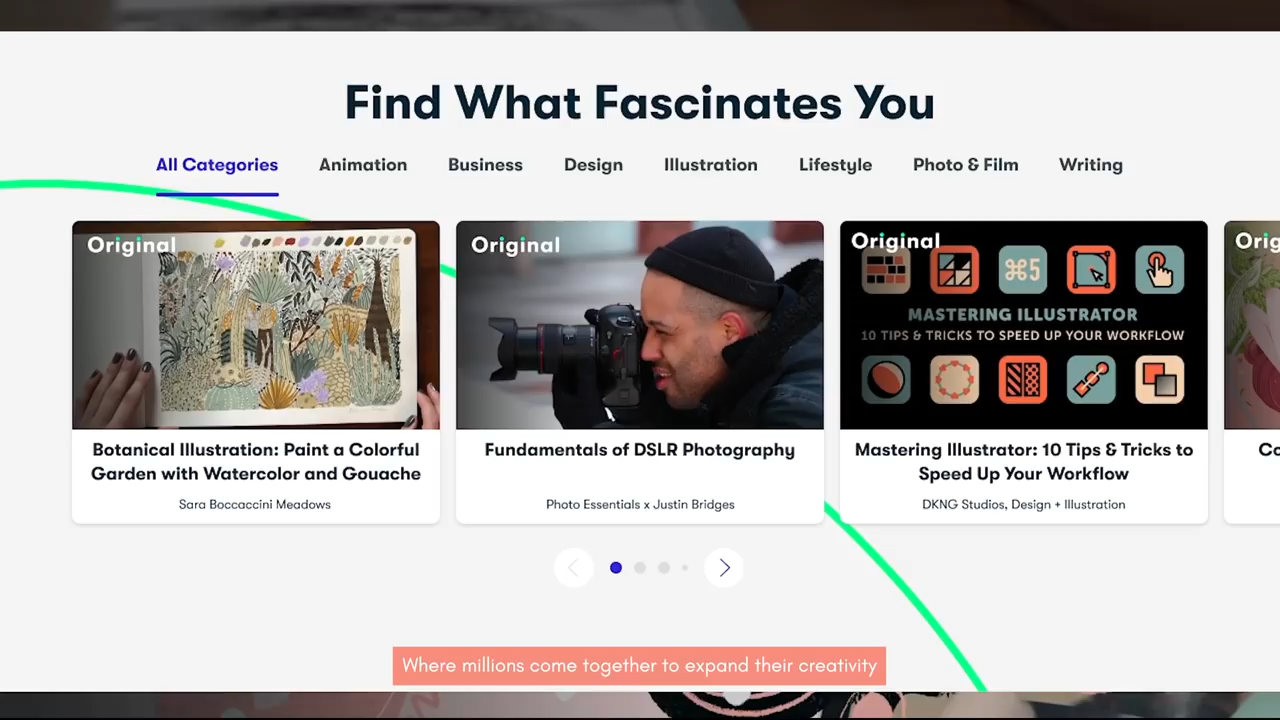 Find What Fascinates You
All Categories Animation Business Design Illustration Lifestyle Photo & Film Writing
Original
Botanical Illustration: Paint a Colorful
Garden with Watercolor and Gouache
Sara Boccaccini Meadows
Original
Fundamentals of DSLR Photography
Photo Essentials x Justin Bridges
Original
⌘5
MASTERING ILLUSTRATOR
10 TIPS & TRICKS TO SPEED UP YOUR WORKFLOW
Mastering Illustrator: 10 Tips & Tricks to
Speed Up Your Workflow
DKNG Studios, Design + Illustration
Orig
Co
Where millions come together to expand their creativity